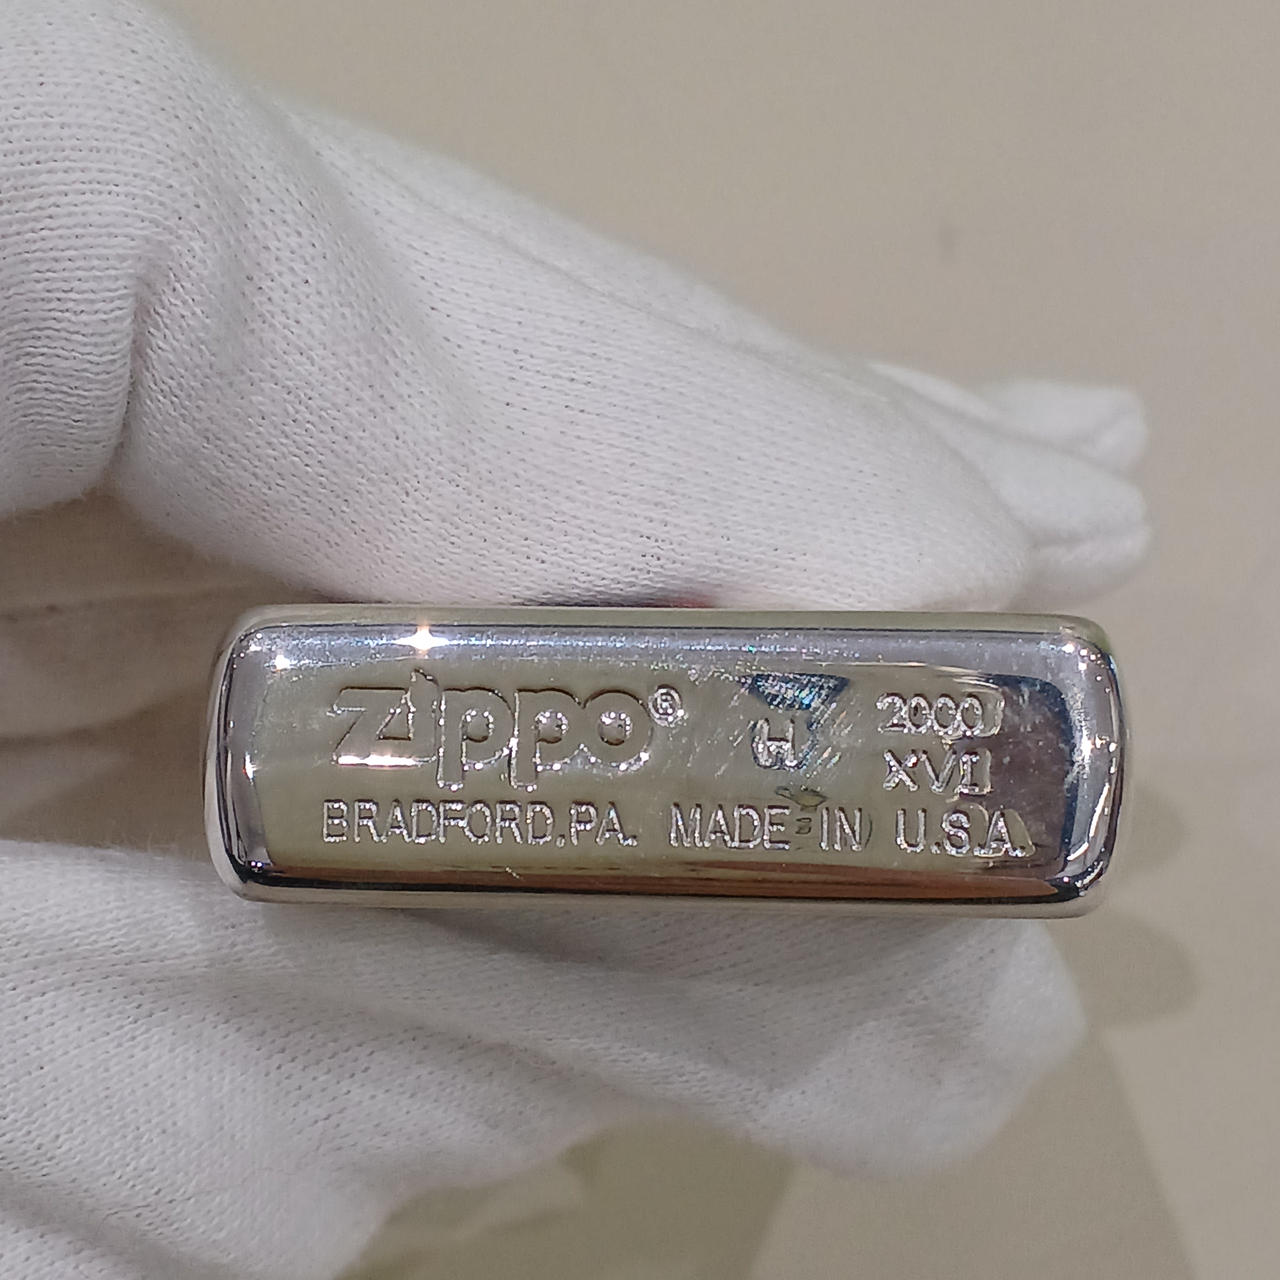 Zippo® H 2000
XVI
BRADFORD,PA. MADE IN U.S.A.